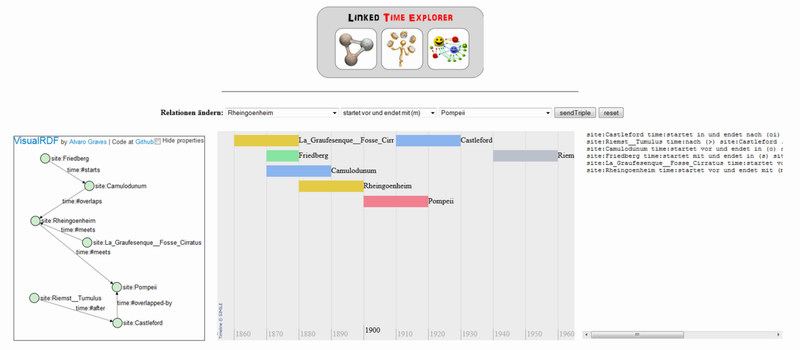 Linked Time Explorer
Relationen ändern: Rheingoenheim startet vor und endet mit (m) Pompeii sendTriple reset
VisualRDF by Alvaro Graves | Code at Github Hide properties
site:Friedberg
time:#starts
site:Camulodunum
time:#overlaps
site:Rheingoenheim
time:#meets
site:La_Graufesenque__Fosse_Cirratus
time:#meets
site:Pompeii
site:Riemst__Tumulus
time:#overlapped-by
time:#after
site:Castleford
La_Graufesenque__Fosse_Cirr
Castleford
Friedberg
Riem
Camulodunum
Rheingoenheim
Pompeii
Timeline © SIMILE
1860 1870 1880 1890 1900 1910 1920 1930 1940 1950 1960
site:Castleford time:startet in und endet nach (oi)
site:Riemst__Tumulus time:nach (>) site:Castleford
site:Camulodunum time:startet vor und endet in (o)
site:Friedberg time:startet mit und endet in (s)
site:La_Graufesenque__Fosse_Cirratus time:startet
site:Rheingoenheim time:startet vor und endet mit